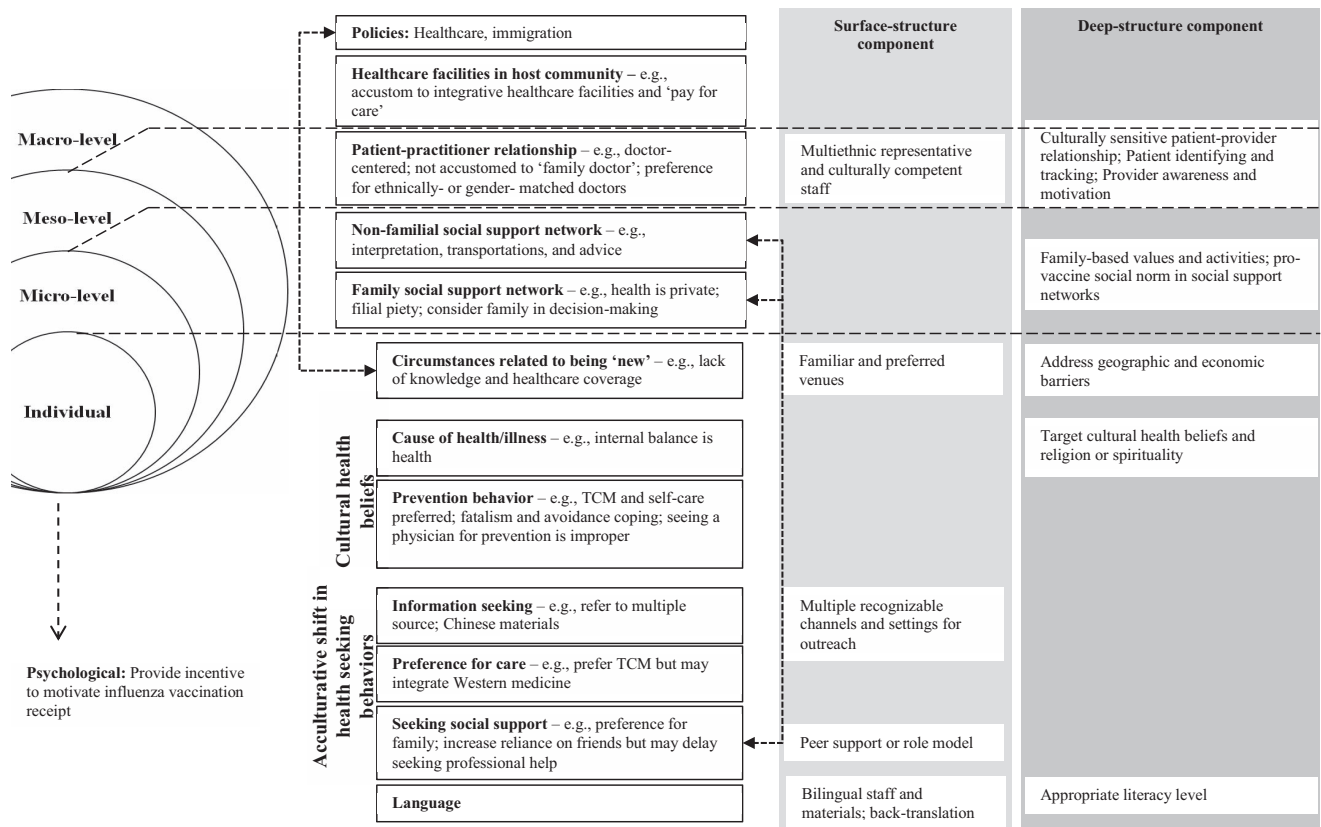 Macro-level
Meso-level
Micro-level
Individual
Psychological: Provide incentive
to motivate influenza vaccination
receipt
Policies: Healthcare, immigration
Healthcare facilities in host community – e.g.,
accustom to integrative healthcare facilities and ‘pay for
care’
Patient-practitioner relationship – e.g., doctor-
centered; not accustomed to ‘family doctor’; preference
for ethnically- or gender- matched doctors
Non-familial social support network – e.g.,
interpretation, transportations, and advice
Family social support network – e.g., health is private;
filial piety; consider family in decision-making
Circumstances related to being ‘new’ – e.g., lack
of knowledge and healthcare coverage
Cultural health
beliefs
Cause of health/illness – e.g., internal balance is
health
Prevention behavior – e.g., TCM and self-care
preferred; fatalism and avoidance coping; seeing a
physician for prevention is improper
Acculturative shift in
health seeking
behaviors
Information seeking – e.g., refer to multiple
source; Chinese materials
Preference for care – e.g., prefer TCM but may
integrate Western medicine
Seeking social support – e.g., preference for
family; increase reliance on friends but may delay
seeking professional help
Language
Surface-structure
component
Multiethnic representative
and culturally competent
staff
Familiar and preferred
venues
Multiple recognizable
channels and settings for
outreach
Peer support or role model
Bilingual staff and
materials; back-translation
Deep-structure component
Culturally sensitive patient-provider
relationship; Patient identifying and
tracking; Provider awareness and
motivation
Family-based values and activities; pro-
vaccine social norm in social support
networks
Address geographic and economic
barriers
Target cultural health beliefs and
religion or spirituality
Appropriate literacy level